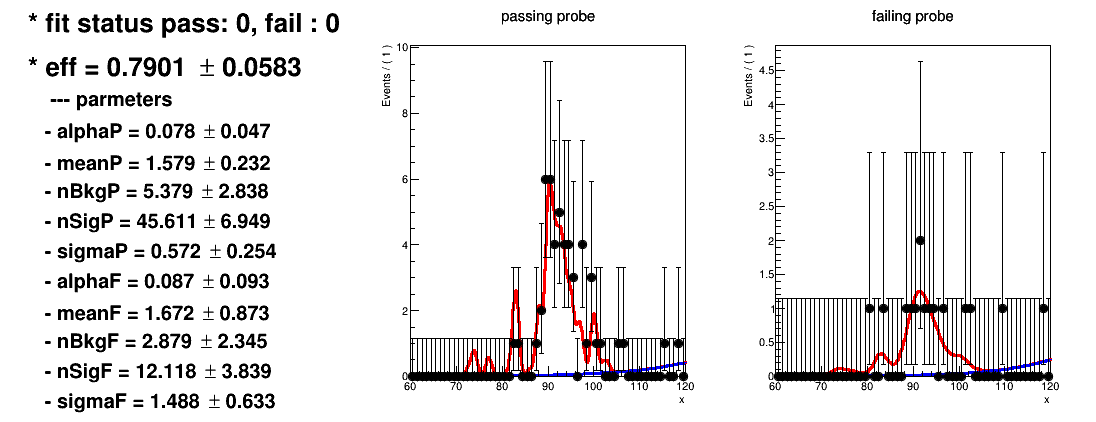 * fit status pass: 0, fail : 0
* eff = 0.7901 ± 0.0583
--- parmeters
- alphaP = 0.078 ± 0.047
- meanP = 1.579 ± 0.232
- nBkgP = 5.379 ± 2.838
- nSigP = 45.611 ± 6.949
- sigmaP = 0.572 ± 0.254
- alphaF = 0.087 ± 0.093
- meanF = 1.672 ± 0.873
- nBkgF = 2.879 ± 2.345
- nSigF = 12.118 ± 3.839
- sigmaF = 1.488 ± 0.633
passing probe
Events / ( 1 )
10
8
6
4
2
0
60 70 80 90 100 110 120
x
failing probe
Events / ( 1 )
4.5
4
3.5
3
2.5
2
1.5
1
0.5
0
60 70 80 90 100 110 120
x